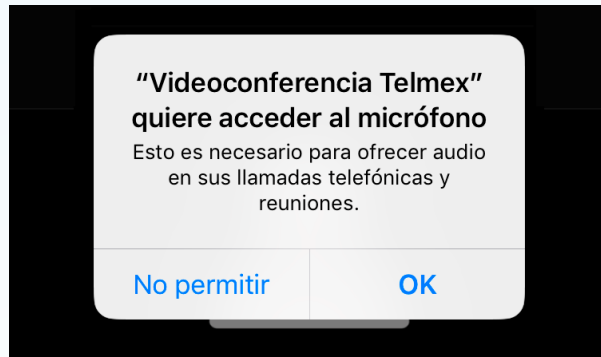 “Videoconferencia Telmex”
quiere acceder al micrófono
Esto es necesario para ofrecer audio
en sus llamadas telefónicas y
reuniones.
No permitir
OK